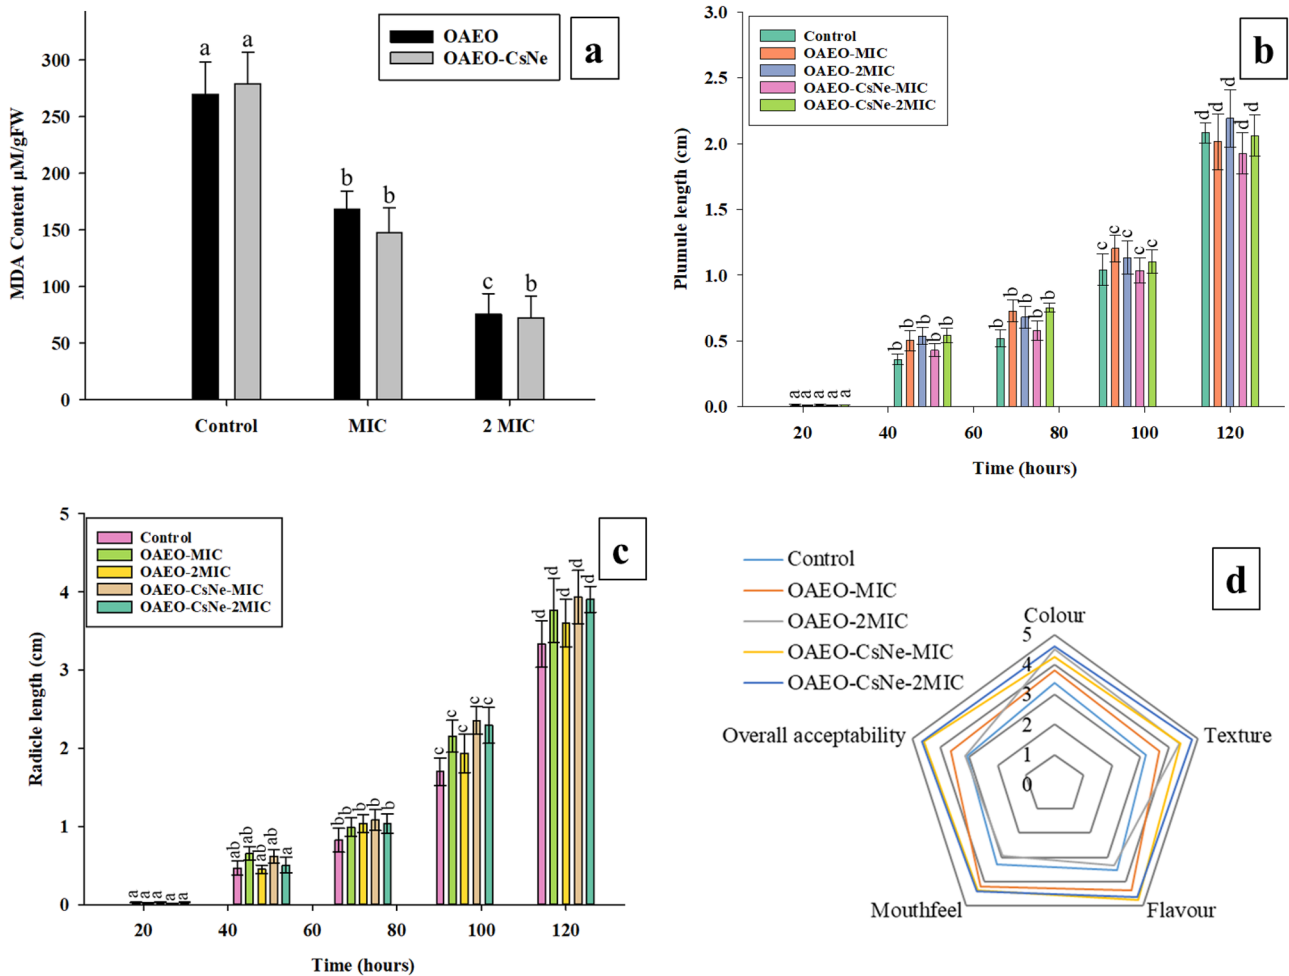 OAEO
OAEO-CsNe
a
MDA Content µM/gFW
300
250
200
150
100
50
0
a a
b b
c b
Control MIC 2 MIC
b
Control
OAEO-MIC
OAEO-2MIC
OAEO-CsNe-MIC
OAEO-CsNe-2MIC
Plumule length (cm)
3.0
2.5
2.0
1.5
1.0
0.5
0.0
a a a a a
b b b b b
b b b b b
c c c c c
d d d d d
20 40 60 80 100 120
Time (hours)
c
Control
OAEO-MIC
OAEO-2MIC
OAEO-CsNe-MIC
OAEO-CsNe-2MIC
Radicle length (cm)
5
4
3
2
1
0
a a a a a
ab ab ab ab a
b b b b b
c c c c c
d d d d d
20 40 60 80 100 120
Time (hours)
d
Control
OAEO-MIC
OAEO-2MIC
OAEO-CsNe-MIC
OAEO-CsNe-2MIC
Colour
5
4
3
2
1
0
Overall acceptability
Texture
Mouthfeel
Flavour